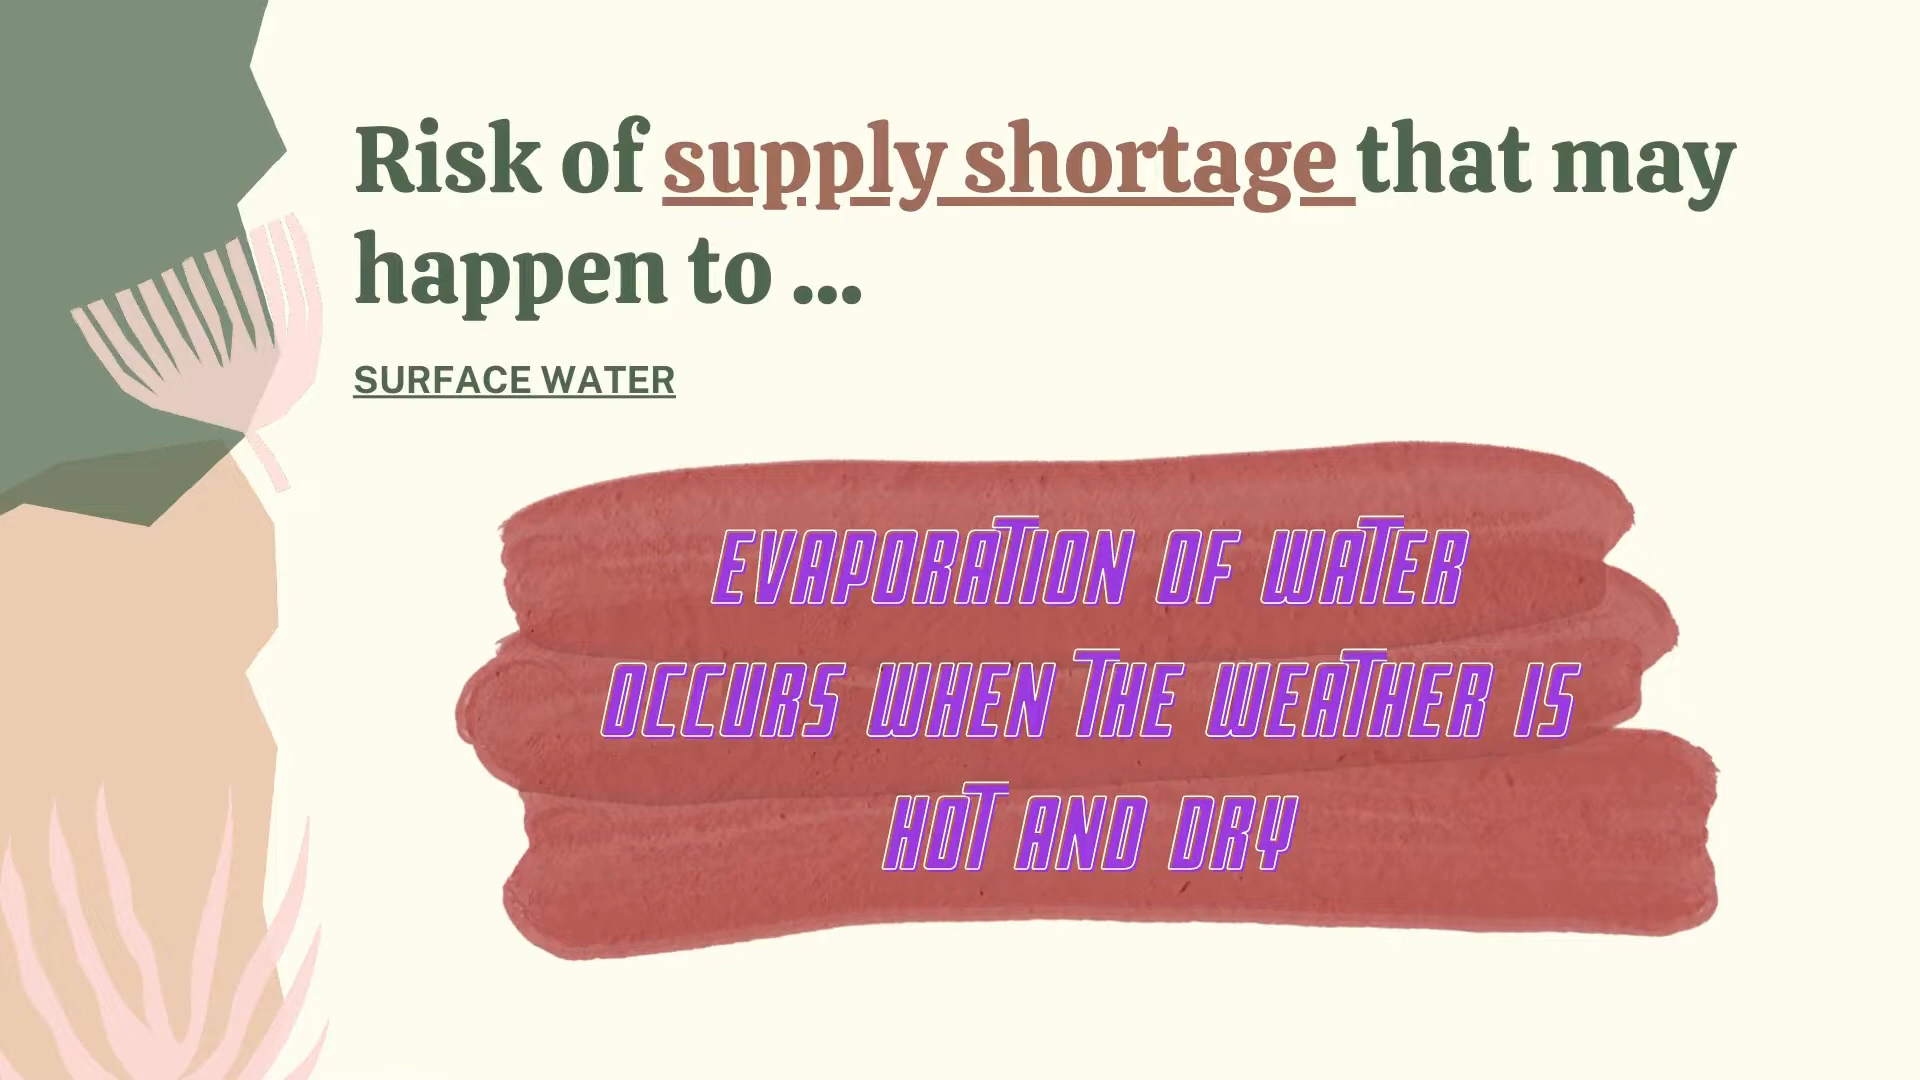 Risk of supply shortage that may
happen to ...
SURFACE WATER
EVAPORATION OF WATER
OCCURS WHEN THE WEATHER IS
HOT AND DRY